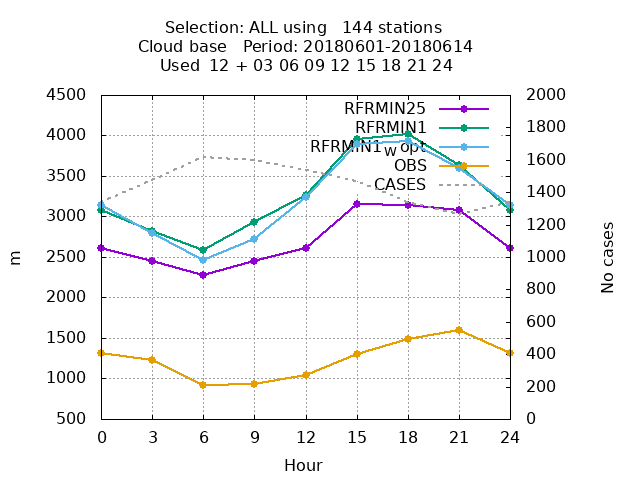 Selection: ALL using   144 stations
Cloud base   Period: 20180601-20180614
Used  12 + 03 06 09 12 15 18 21 24
4500 2000
RFRMIN25
4000 1800
RFRMIN1
RFRMIN1w opt
3500 1600
OBS
CASES
3000 1400
2500 1200
2000 1000
1500 800
1000 600
500 400
200
0
m
No cases
0 3 6 9 12 15 18 21 24
Hour